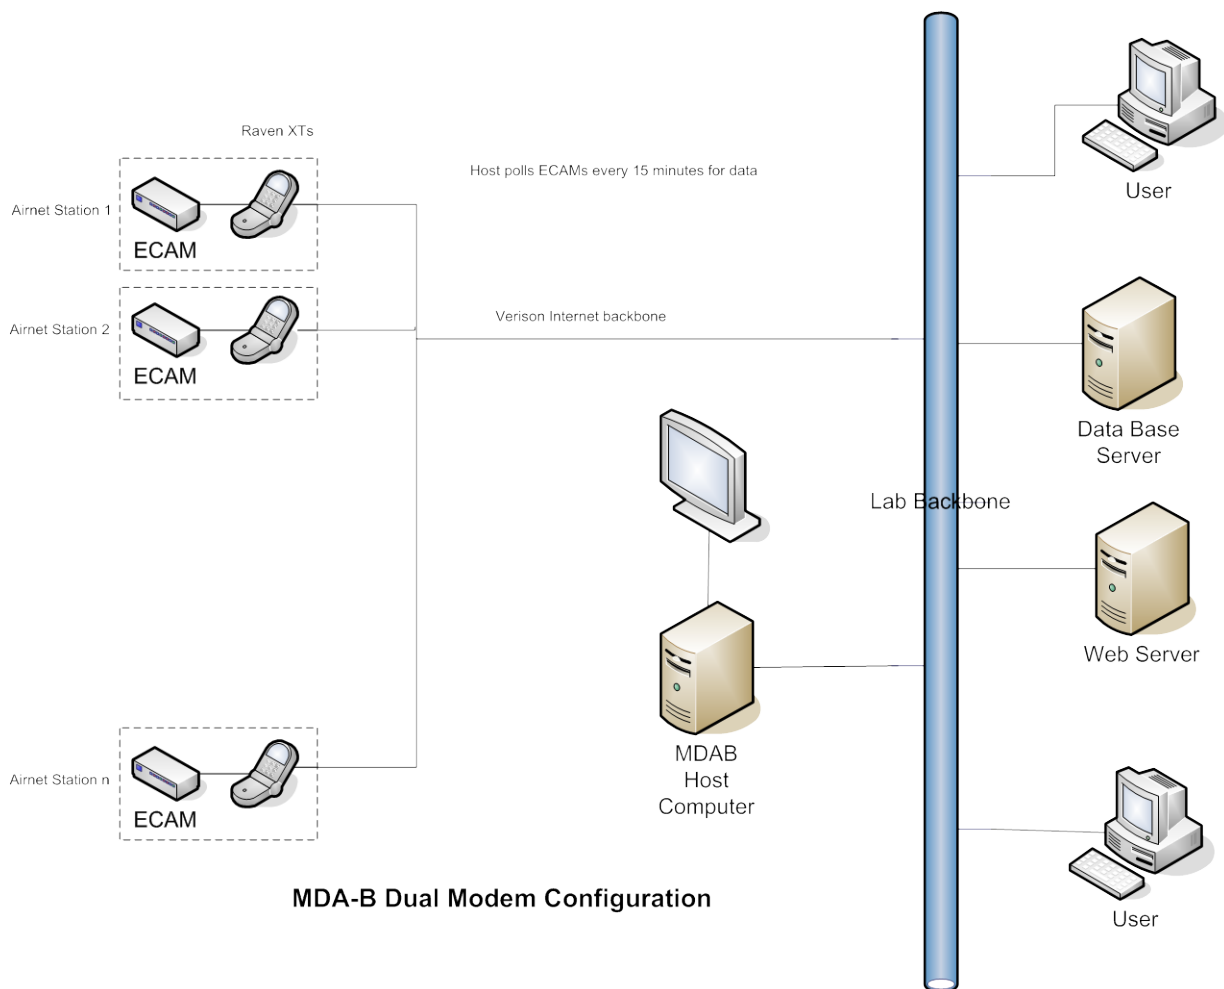 Raven XTs
Host polls ECAMs every 15 minutes for data
User
Airnet Station 1
ECAM
Airnet Station 2
ECAM
Verison Internet backbone
Data Base
Server
Lab Backbone
Web Server
MDAB
Host
Computer
Airnet Station n
ECAM
User
MDA-B Dual Modem Configuration